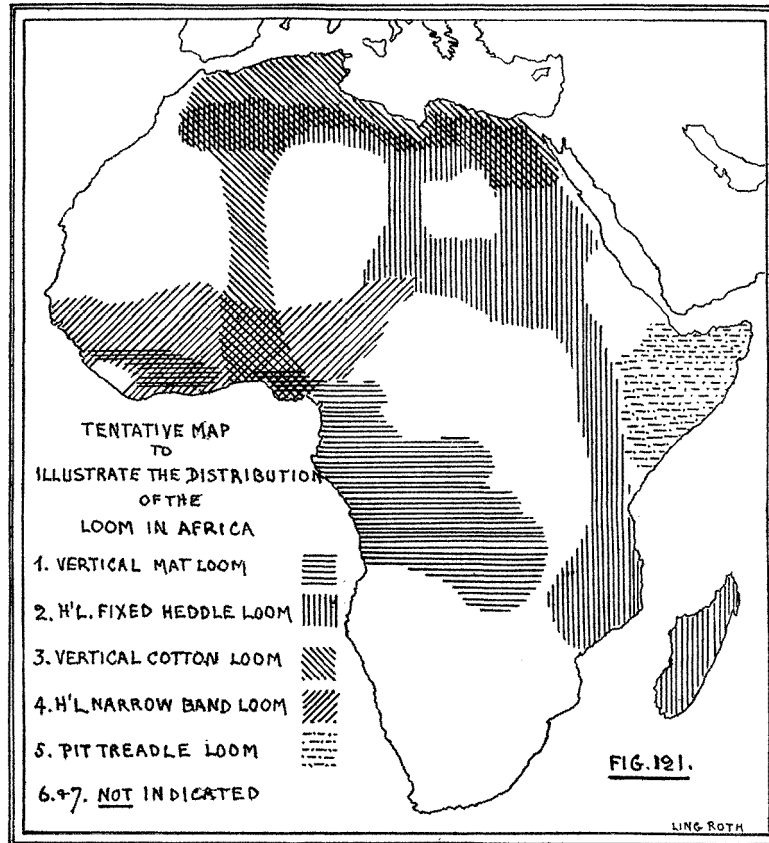 TENTATIVE MAP
TO
ILLUSTRATE THE DISTRIBUTION
OF THE
LOOM IN AFRICA
1. VERTICAL MAT LOOM
2. H'L. FIXED HEDDLE LOOM
3. VERTICAL COTTON LOOM
4. H'L NARROW BAND LOOM
5. PIT TREADLE LOOM
6.&7. NOT INDICATED
FIG. 121.
LING ROTH